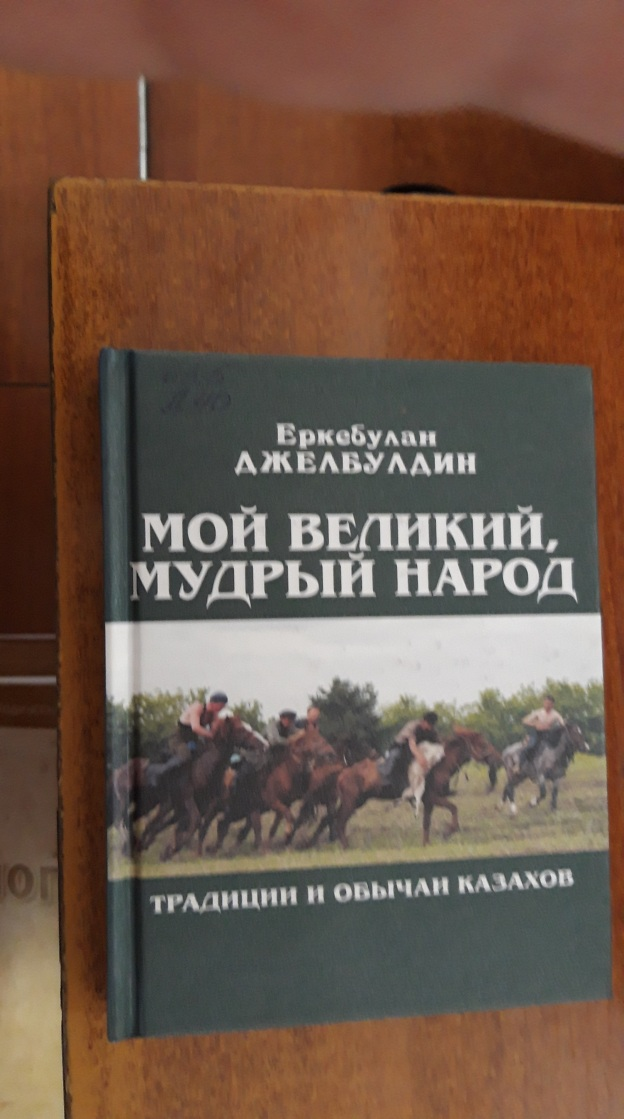 Еркебулан
ДЖЕЛБУЛДИН
МОЙ ВЕЛИКИЙ,
МУДРЫЙ НАРОД
ТРАДИЦИИ И ОБЫЧАИ КАЗАХОВ